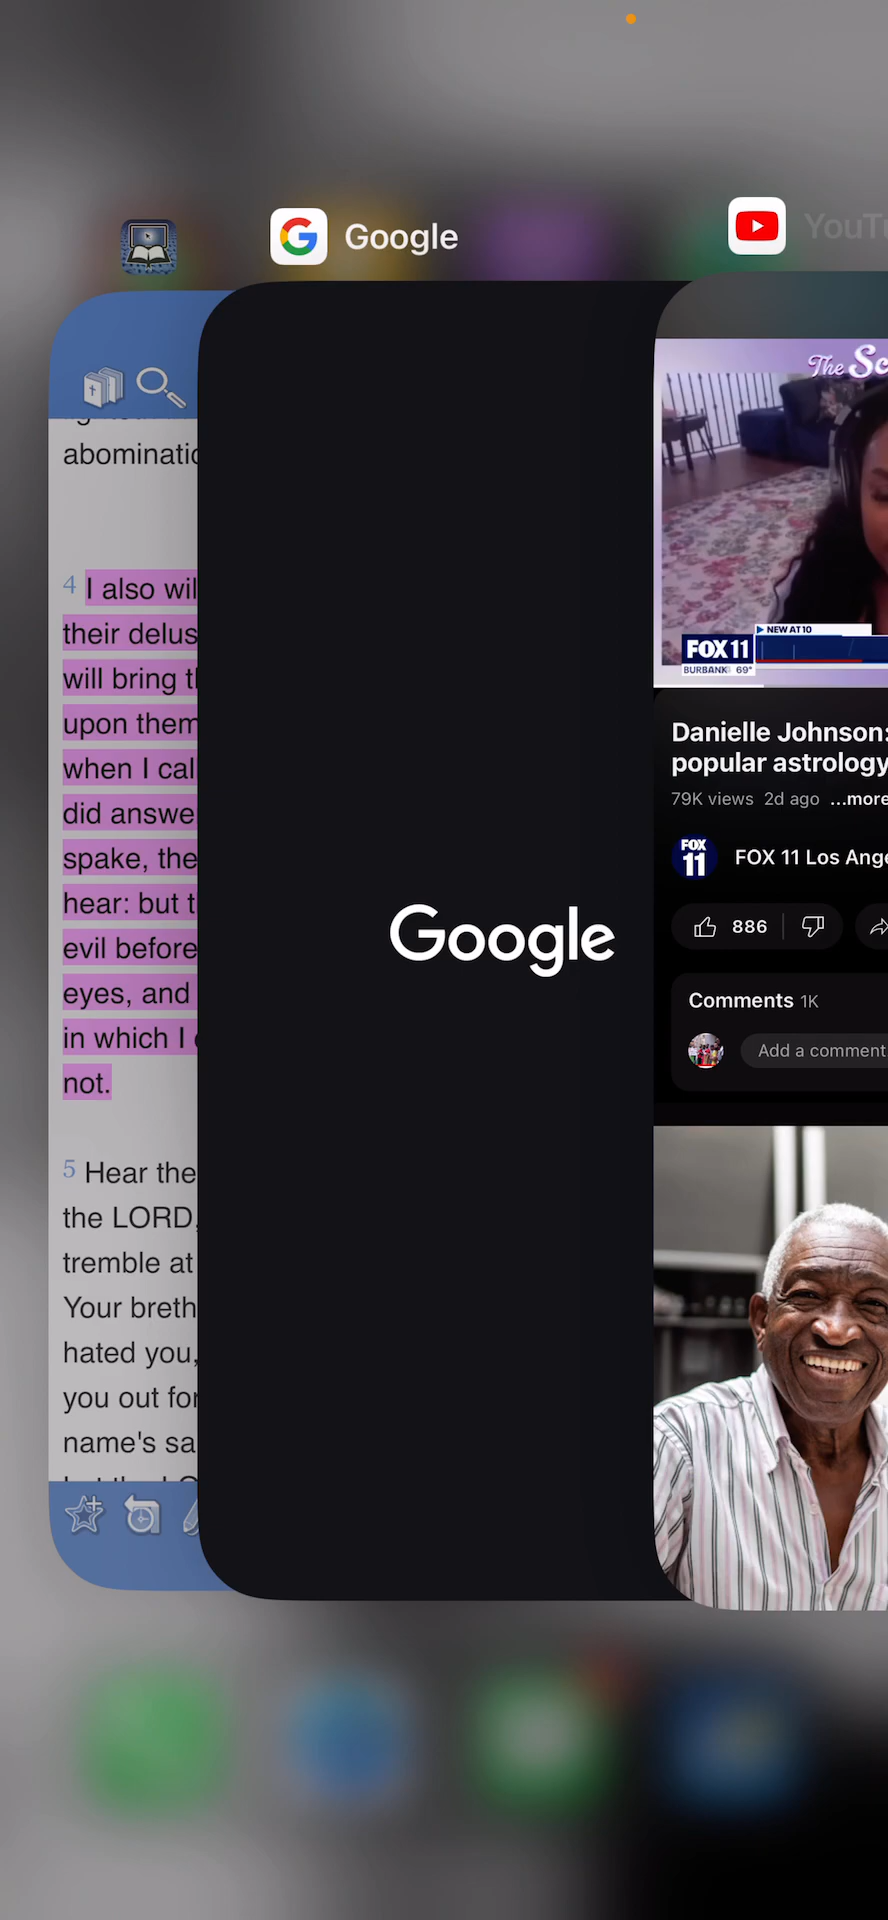 Google
YouTu
abominatio
4 I also wil
their delus
will bring t
upon them
when I cal
did answe
spake, the
hear: but t
evil before
eyes, and
in which I
not.
5 Hear the
the LORD,
tremble at
Your breth
hated you,
you out for
name's sa
Google
The Sc
NEW AT 10
FOX 11
BURBANK 69°
Danielle Johnson:
popular astrology
79K views 2d ago ...more
FOX
11
FOX 11 Los Ange
886
Comments 1K
Add a comment